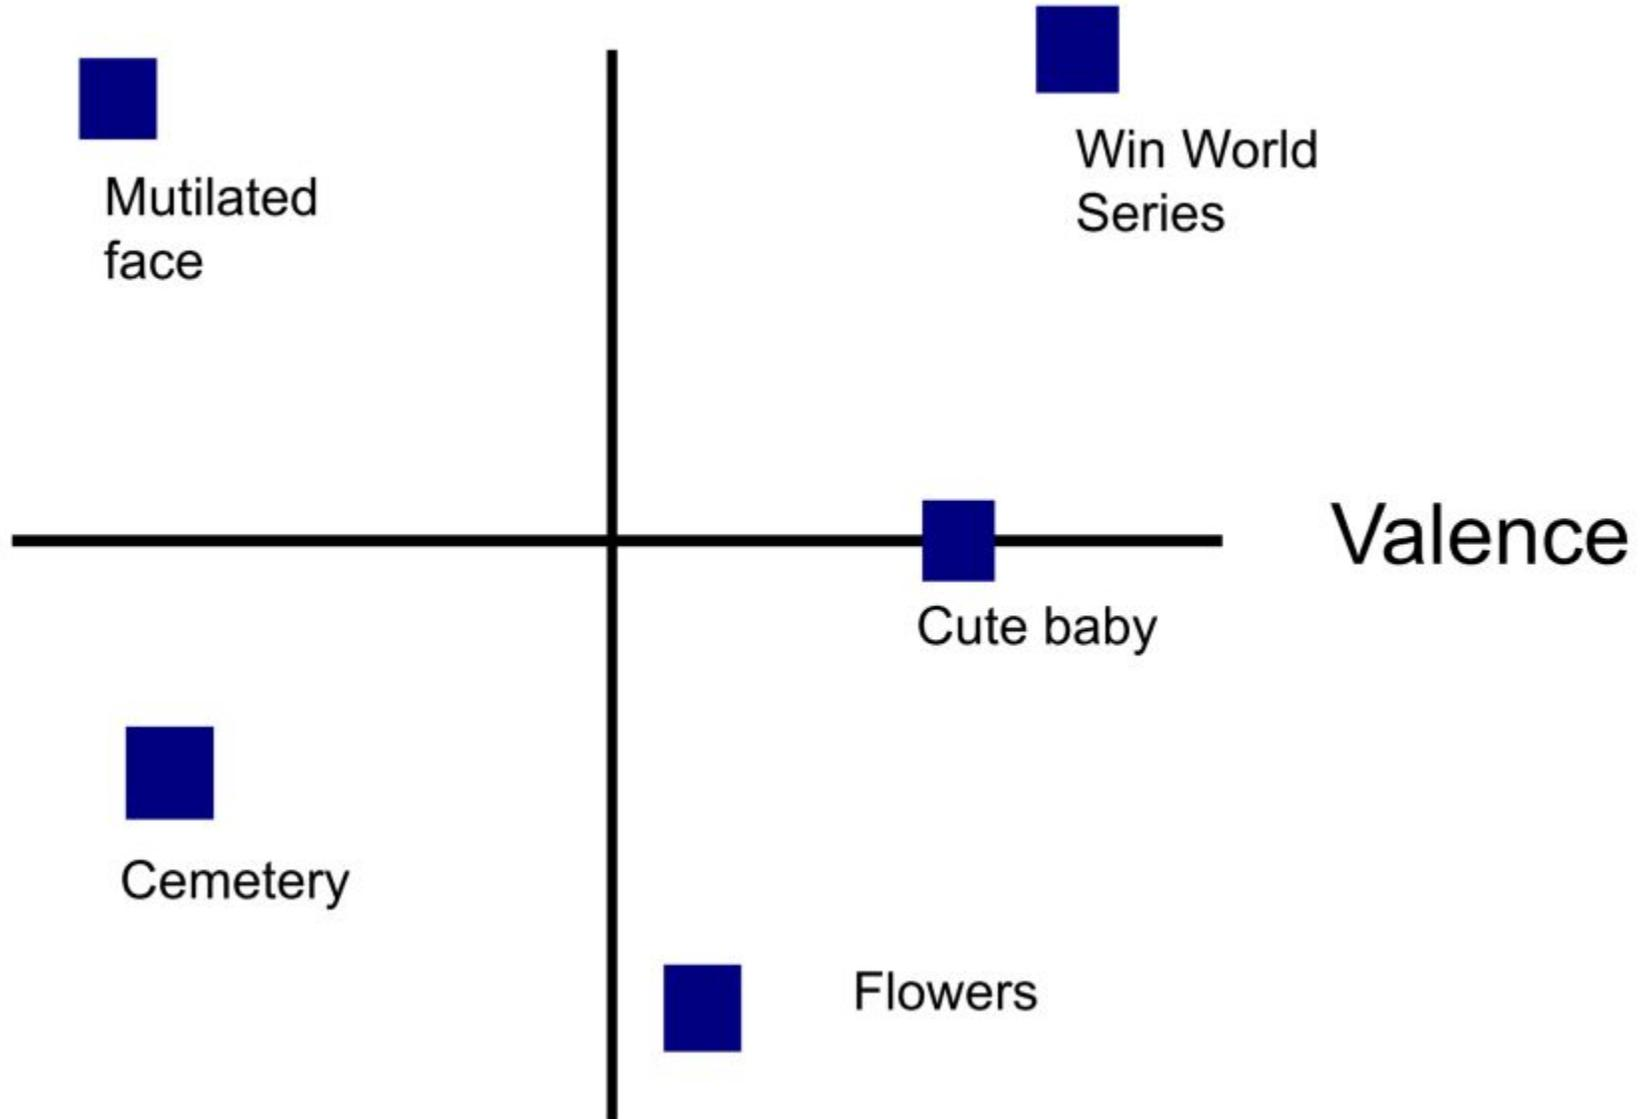 Win World
Series
Mutilated
face
Valence
Cute baby
Cemetery
Flowers